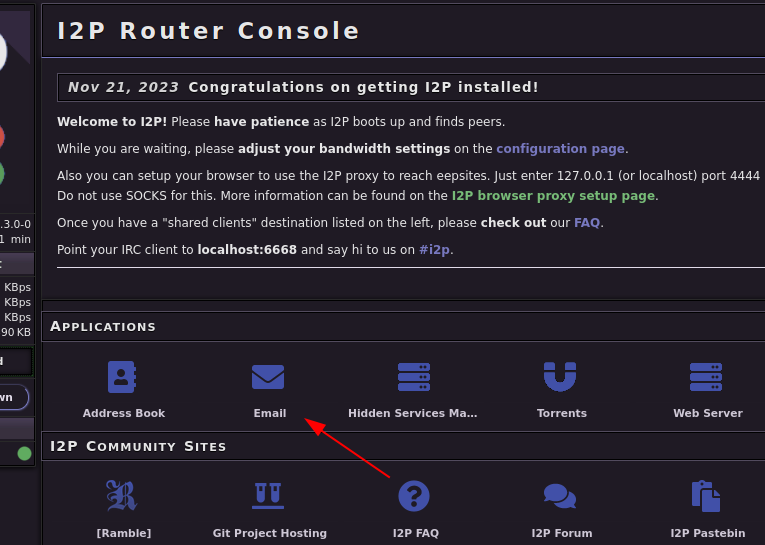 I2P Router Console
Nov 21, 2023 Congratulations on getting I2P installed!
Welcome to I2P! Please have patience as I2P boots up and finds peers.
While you are waiting, please adjust your bandwidth settings on the configuration page.
Also you can setup your browser to use the I2P proxy to reach eepsites. Just enter 127.0.0.1 (or localhost) port 4444
Do not use SOCKS for this. More information can be found on the I2P browser proxy setup page.
Once you have a "shared clients" destination listed on the left, please check out our FAQ.
Point your IRC client to localhost:6668 and say hi to us on #i2p.
.3.0-0
1 min
KBps
KBps
KBps
90 KB
d
wn
Applications
Address Book
Email
Hidden Services Ma...
Torrents
Web Server
I2P Community Sites
[Ramble]
Git Project Hosting
I2P FAQ
I2P Forum
I2P Pastebin